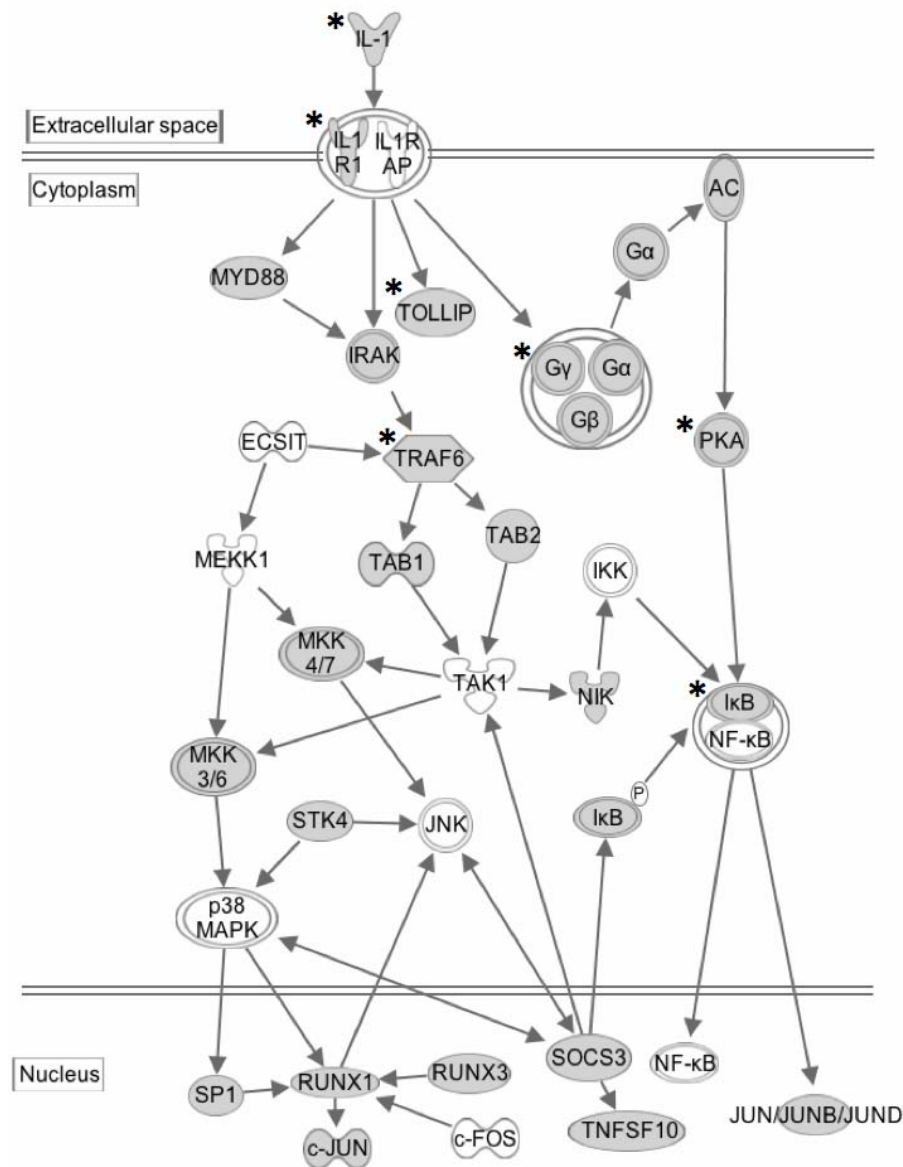 *
IL-1
Extracellular space
*
IL1 IL1R
R1 AP
Cytoplasm
AC
Gα
MYD88
*
TOLLIP
IRAK
*
Gγ Gα
Gβ
*
PKA
ECSIT
*
TRAF6
TAB2
MEKK1
TAB1
IKK
MKK
4/7
TAK1
NIK
*
IκB
NF-κB
MKK
3/6
P
IκB
STK4
JNK
p38
MAPK
Nucleus
SOCS3
NF-κB
RUNX3
SP1
RUNX1
TNFSF10
JUN/JUNB/JUND
c-JUN
c-FOS